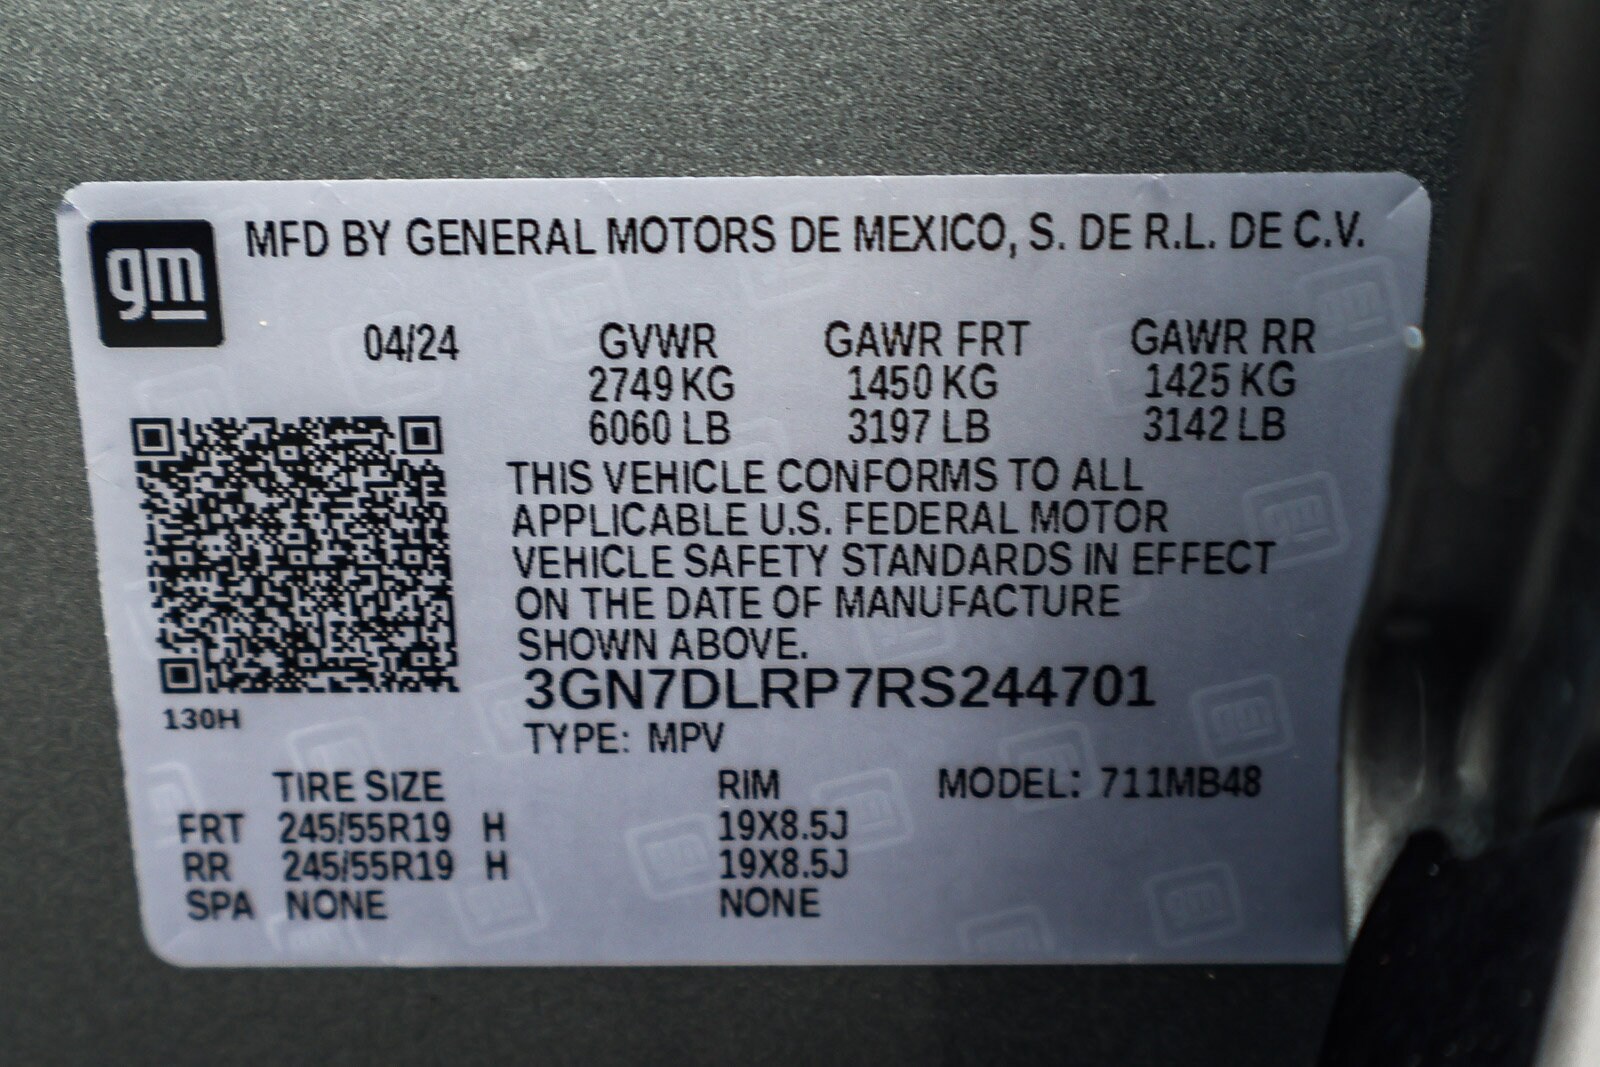 gm
MFD BY GENERAL MOTORS DE MEXICO, S. DE R.L. DE C.V.
04/24 GVWR GAWR FRT GAWR RR
2749 KG 1450 KG 1425 KG
6060 LB 3197 LB 3142 LB
THIS VEHICLE CONFORMS TO ALL
APPLICABLE U.S. FEDERAL MOTOR
VEHICLE SAFETY STANDARDS IN EFFECT
ON THE DATE OF MANUFACTURE
SHOWN ABOVE.
3GN7DLRP7RS244701
130H
TYPE: MPV
TIRE SIZE RIM MODEL: 711MB48
FRT 245/55R19 H 19X8.5J
RR 245/55R19 H 19X8.5J
SPA NONE NONE